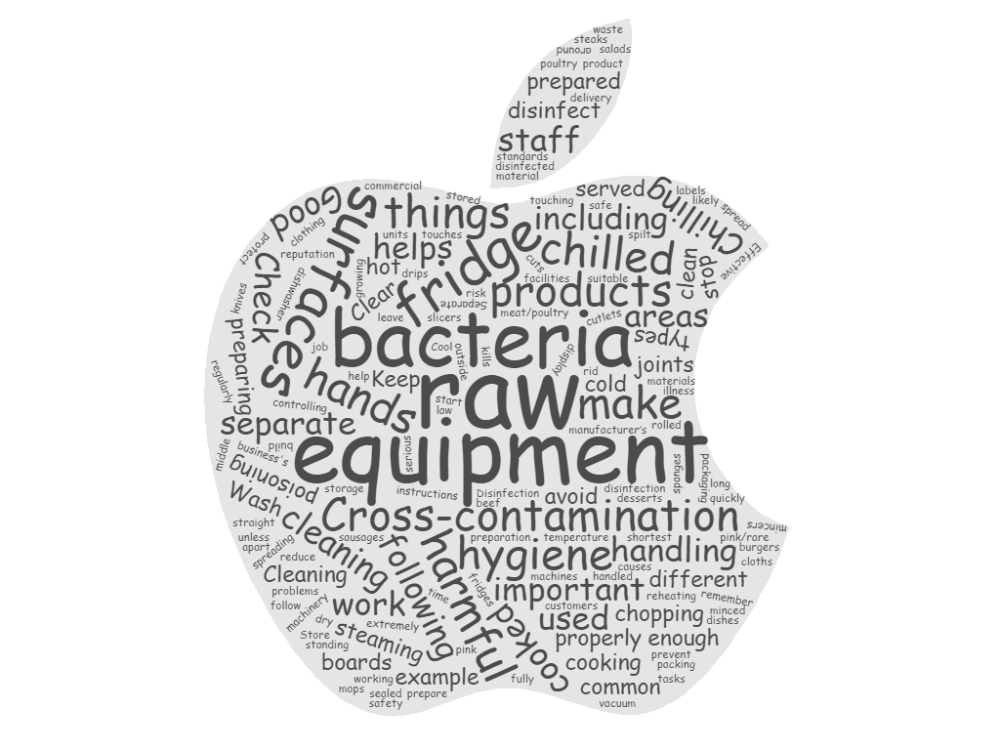 waste
steaks
around salads
poultry product
prepared
delivery
disinfect
staff
standards
disinfected
material
commercial
stored
touching
served
labels
likely
spread
Chilling
Effective
Good
surfaces
things
including
safe
clothing
protect
reputation
units touches
helps
fridge
spilt
chilled
clean
stop
hot
drips
growing
Clear
cuts
facilities suitable
products
risk
Separate
Check
dishwasher
knives
leave
slicers
meat/poultry
cutlets
areas
types
preparing
bacteria
job
Cool
outside
kills
display
joints
regularly
hands
help
Keep
raw
rid
cold
materials
illness
make
start
law
controlling
separate
manufacturer's
rolled
equipment
serious
built
business's
middle
poisoning
sponges
packaging
long
quickly
storage
instructions
Disinfection
beef
avoid
disinfection
desserts
Wash
Cross-contamination
mincers
straight
cleaning
unless
apart
spreading
sausages
preparation
temperature
shortest
pink/rare
burgers
cloths
reduce
following
harmful
hygiene
handling
causes
Cleaning
machines
handled
different
problems
follow
machinery
work
time
fridges
important
reheating
remember
customers
minced
dishes
dry
Store
standing
extremely
steaming
cooked
used
chopping
properly enough
pink
boards
cooking
prevent
packing
working
example
fully
common
tasks
mops
sealed prepare
safety
vacuum